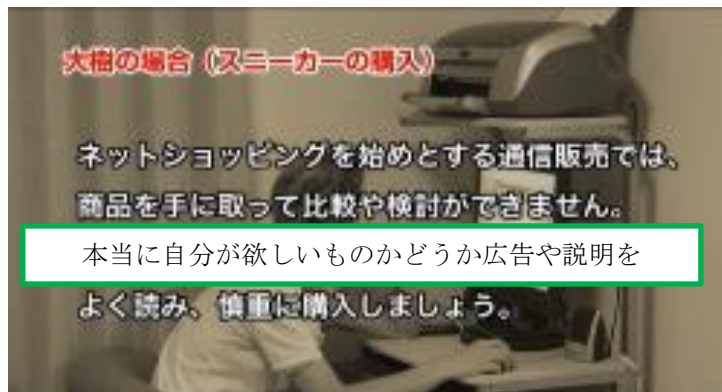 大樹の場合(スニーカーの購入)
ネットショッピングを始めとする通信販売では、
商品を手に取って比較や検討ができません。
本当に自分が欲しいものかどうか広告や説明を
よく読み、慎重に購入しましょう。